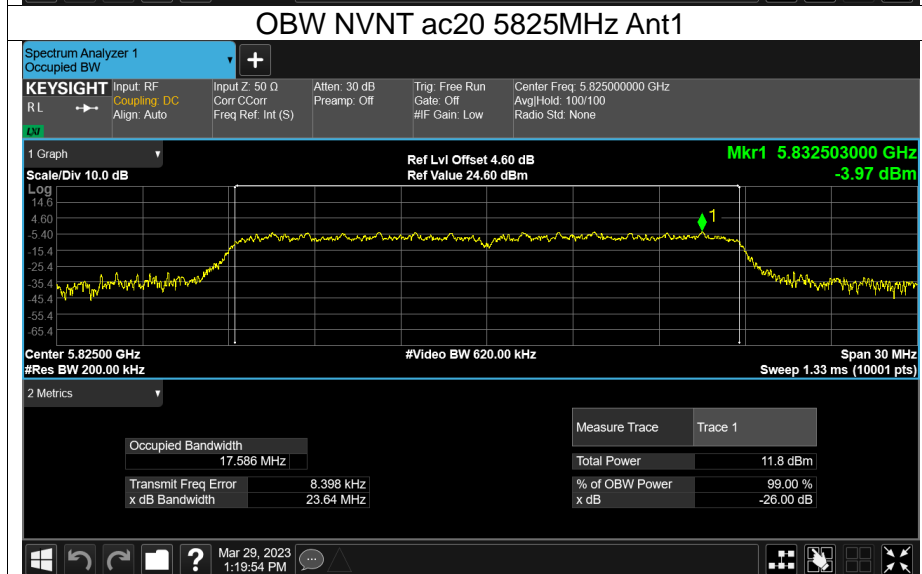 OBW NVNT ac20 5825MHz Ant1
Spectrum Analyzer 1
Occupied BW
KEYSIGHT Input: RF Input Z: 50 Ω Atten: 30 dB Trig: Free Run Center Freq: 5.825000000 GHz
R L Coupling: DC Corr CCorr Preamp: Off Gate: Off Avg|Hold: 100/100
Align: Auto Freq Ref: Int (S) #IF Gain: Low Radio Std: None
LXI
1 Graph Ref Lvl Offset 4.60 dB Mkr1 5.832503000 GHz
Scale/Div 10.0 dB Ref Value 24.60 dBm -3.97 dBm
Log
14.6
4.60
1
-5.40
-15.4
-25.4
-35.4
-45.4
-55.4
-65.4
Center 5.82500 GHz #Video BW 620.00 kHz Span 30 MHz
#Res BW 200.00 kHz Sweep 1.33 ms (10001 pts)
2 Metrics
Measure Trace Trace 1
Occupied Bandwidth
17.586 MHz Total Power 11.8 dBm
Transmit Freq Error 8.398 kHz % of OBW Power 99.00 %
x dB Bandwidth 23.64 MHz x dB -26.00 dB
Mar 29, 2023
1:19:54 PM